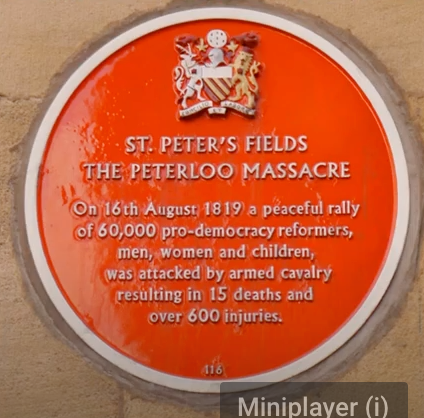 ST. PETER'S FIELDS
THE PETERLOO MASSACRE
On 16th August 1819 a peaceful rally
of 60,000 pro-democracy reformers,
men, women and children,
was attacked by armed cavalry
resulting in 15 deaths and
over 600 injuries.
116
Miniplayer (i)